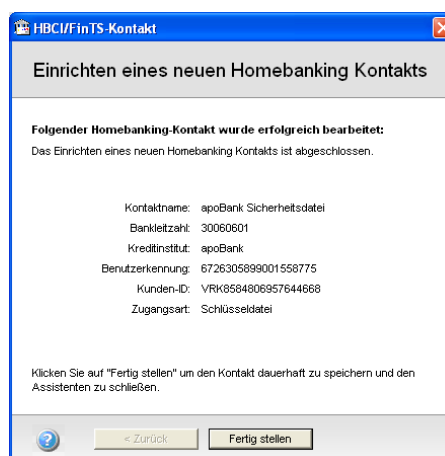 HBCI/FinTS-Kontakt
Einrichten eines neuen Homebanking Kontakts
Folgender Homebanking-Kontakt wurde erfolgreich bearbeitet:
Das Einrichten eines neuen Homebanking Kontakts ist abgeschlossen.
Kontaktname: apoBank Sicherheitsdatei
Bankleitzahl: 30060601
Kreditinstitut: apoBank
Benutzerkennung: 6726305899001558775
Kunden-ID: VRK8584806957644668
Zugangsart: Schlüsseldatei
Klicken Sie auf "Fertig stellen" um den Kontakt dauerhaft zu speichern und den
Assistenten zu schließen.
< Zurück Fertig stellen